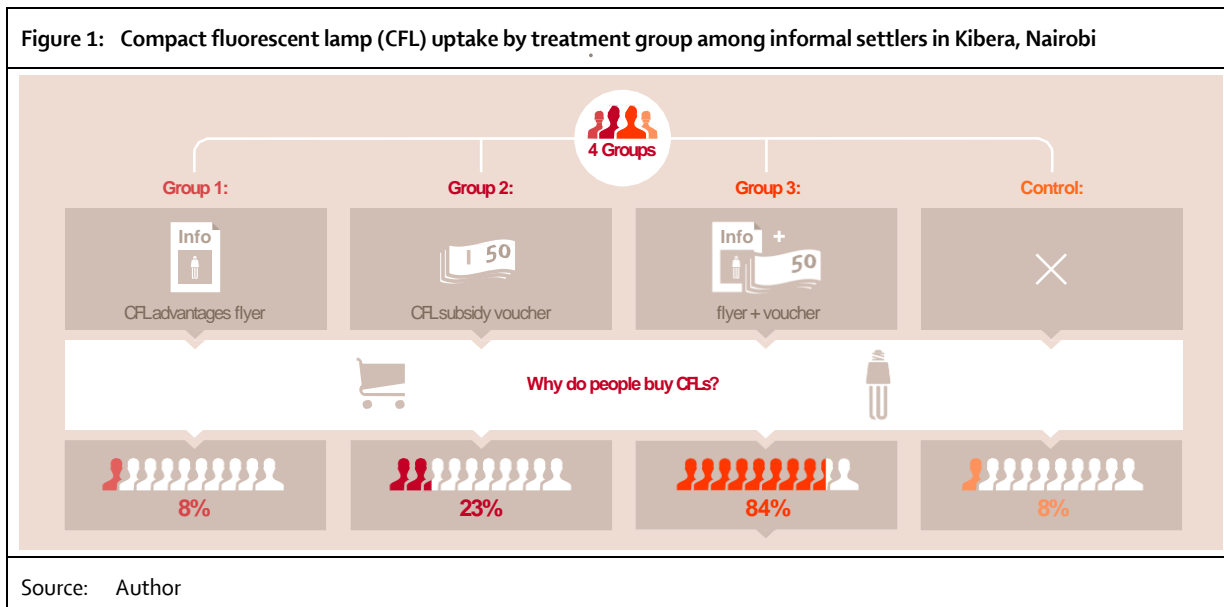 Figure 1: Compact fluorescent lamp (CFL) uptake by treatment group among informal settlers in Kibera, Nairobi
4 Groups
Group 1: Group 2: Group 3: Control:
Info 50 Info + 50
CFL advantages flyer CFL subsidy voucher flyer + voucher
Why do people buy CFLs?
8% 23% 84% 8%
Source: Author